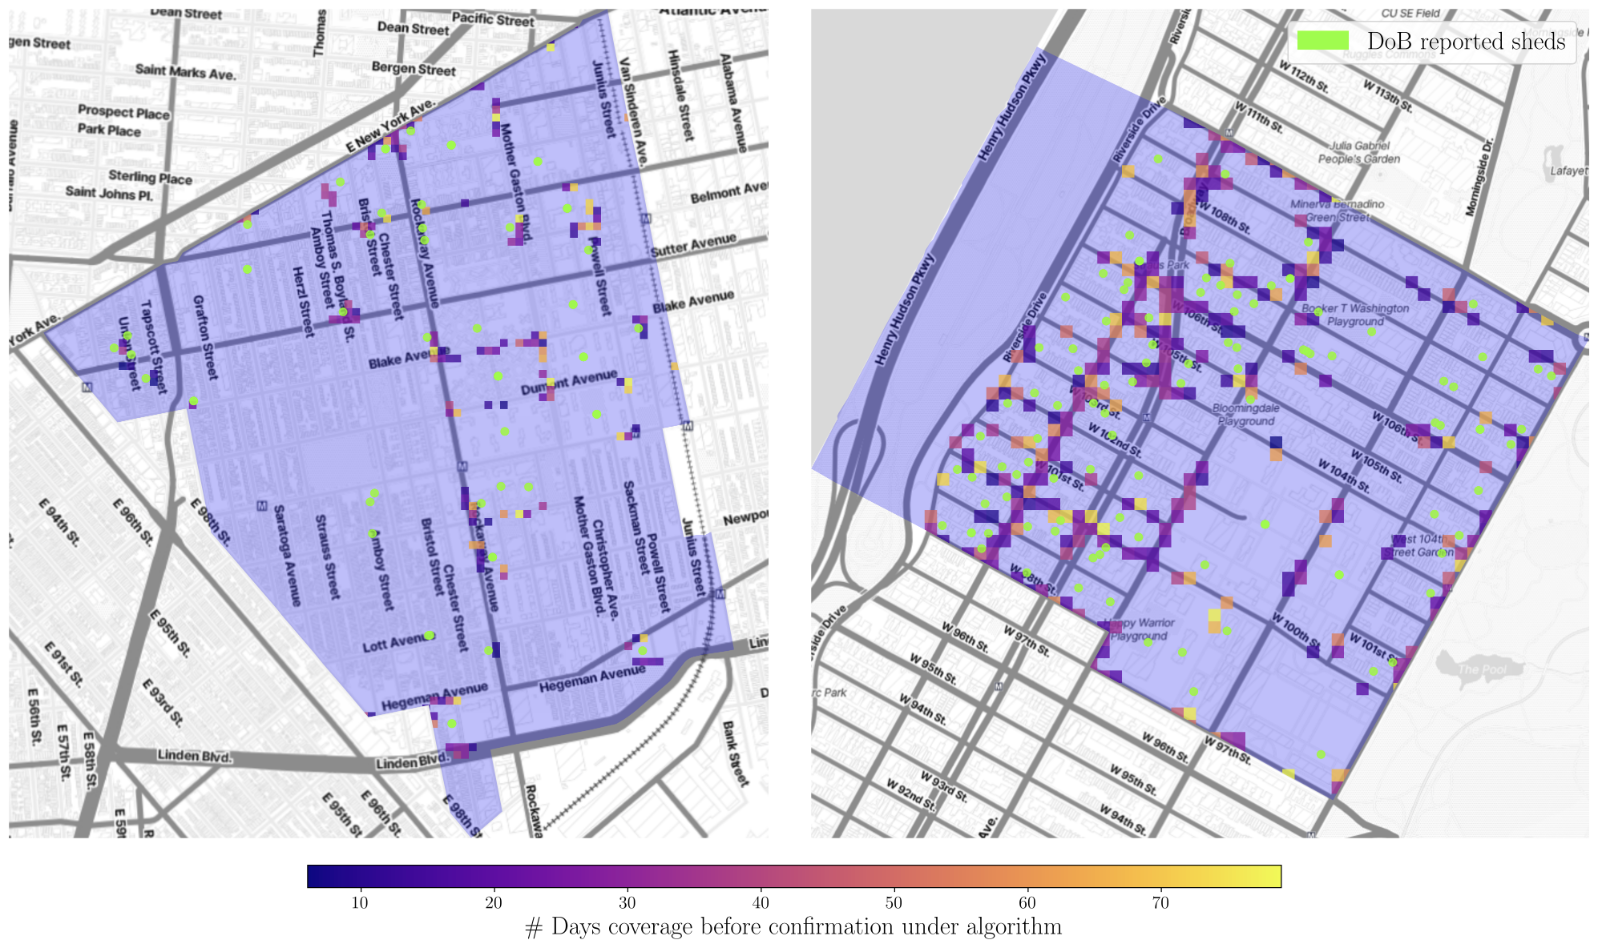 Dean Street
Pacific Street
Atlantic Avenue
Dean Street
Thomas
gen Street
Bergen Street
Saint Marks Ave.
Van Sinderen Ave.
Hinsdale Street
Alabama Avenue
Junius Street
Prospect Place
Park Place
E New York Ave.
Mother Gaston Blvd.
Sterling Place
Saint Johns Pl.
Belmont Ave
Thomas S. Boyland St.
Amboy Street
Bristol Street
Chester Street
Rockaway Avenue
Powell Street
Sutter Avenue
Herzl Street
Grafton Street
Tapscott Street
Union Street
York Ave.
Blake Avenue
Blake Avenue
Dumont Avenue
E 94th St.
E 96th St.
E 98th St.
Saratoga Avenue
Strauss Street
Amboy Street
Bristol Street
Chester Street
Rockaway Avenue
Mother Gaston Blvd.
Christopher Ave.
Sackman Street
Powell Street
Junius Street
Newpor
E 95th St.
E 91st St.
E 93rd St.
Lott Avenue
Hegeman Avenue
Hegeman Avenue
Lin
E 56th St.
E 57th St.
E 58th St.
Linden Blvd.
Linden Blvd.
Bank Street
D
E 59
R
E 95th St.
E 96th St.
E 98th St
Rockawa
CU SE Field
DoB reported sheds
Riversi
W 112th St.
W 113th St.
W 111th St.
Henry Hudson Pkwy
Riverside Drive
Julia Gabriel
People's Garden
Morningside Dr.
Lafayet
Minerva Bernadino
Green Street
W 108th St.
Henry Hudson Pkwy
Riverside Drive
W 106th St.
Booker T Washington
Playground
W 105th St.
W 103rd St.
Bloomingdale
Playground
W 102nd St.
W 106th St.
W 105th St.
W 104th St.
W 101st St.
West 104th
Street Garden
W 98th St.
Happy Warrior
Playground
W 100th St.
W 101st St.
rside Drive
W 96th St.
W 97th St.
The Pool
W 95th St.
rc Park
W 94th St.
W 96th St.
W 97th St.
W 95th St.
W 93rd St.
W 92nd St.
W 94th St.
Ave.
10 20 30 40 50 60 70
# Days coverage before confirmation under algorithm